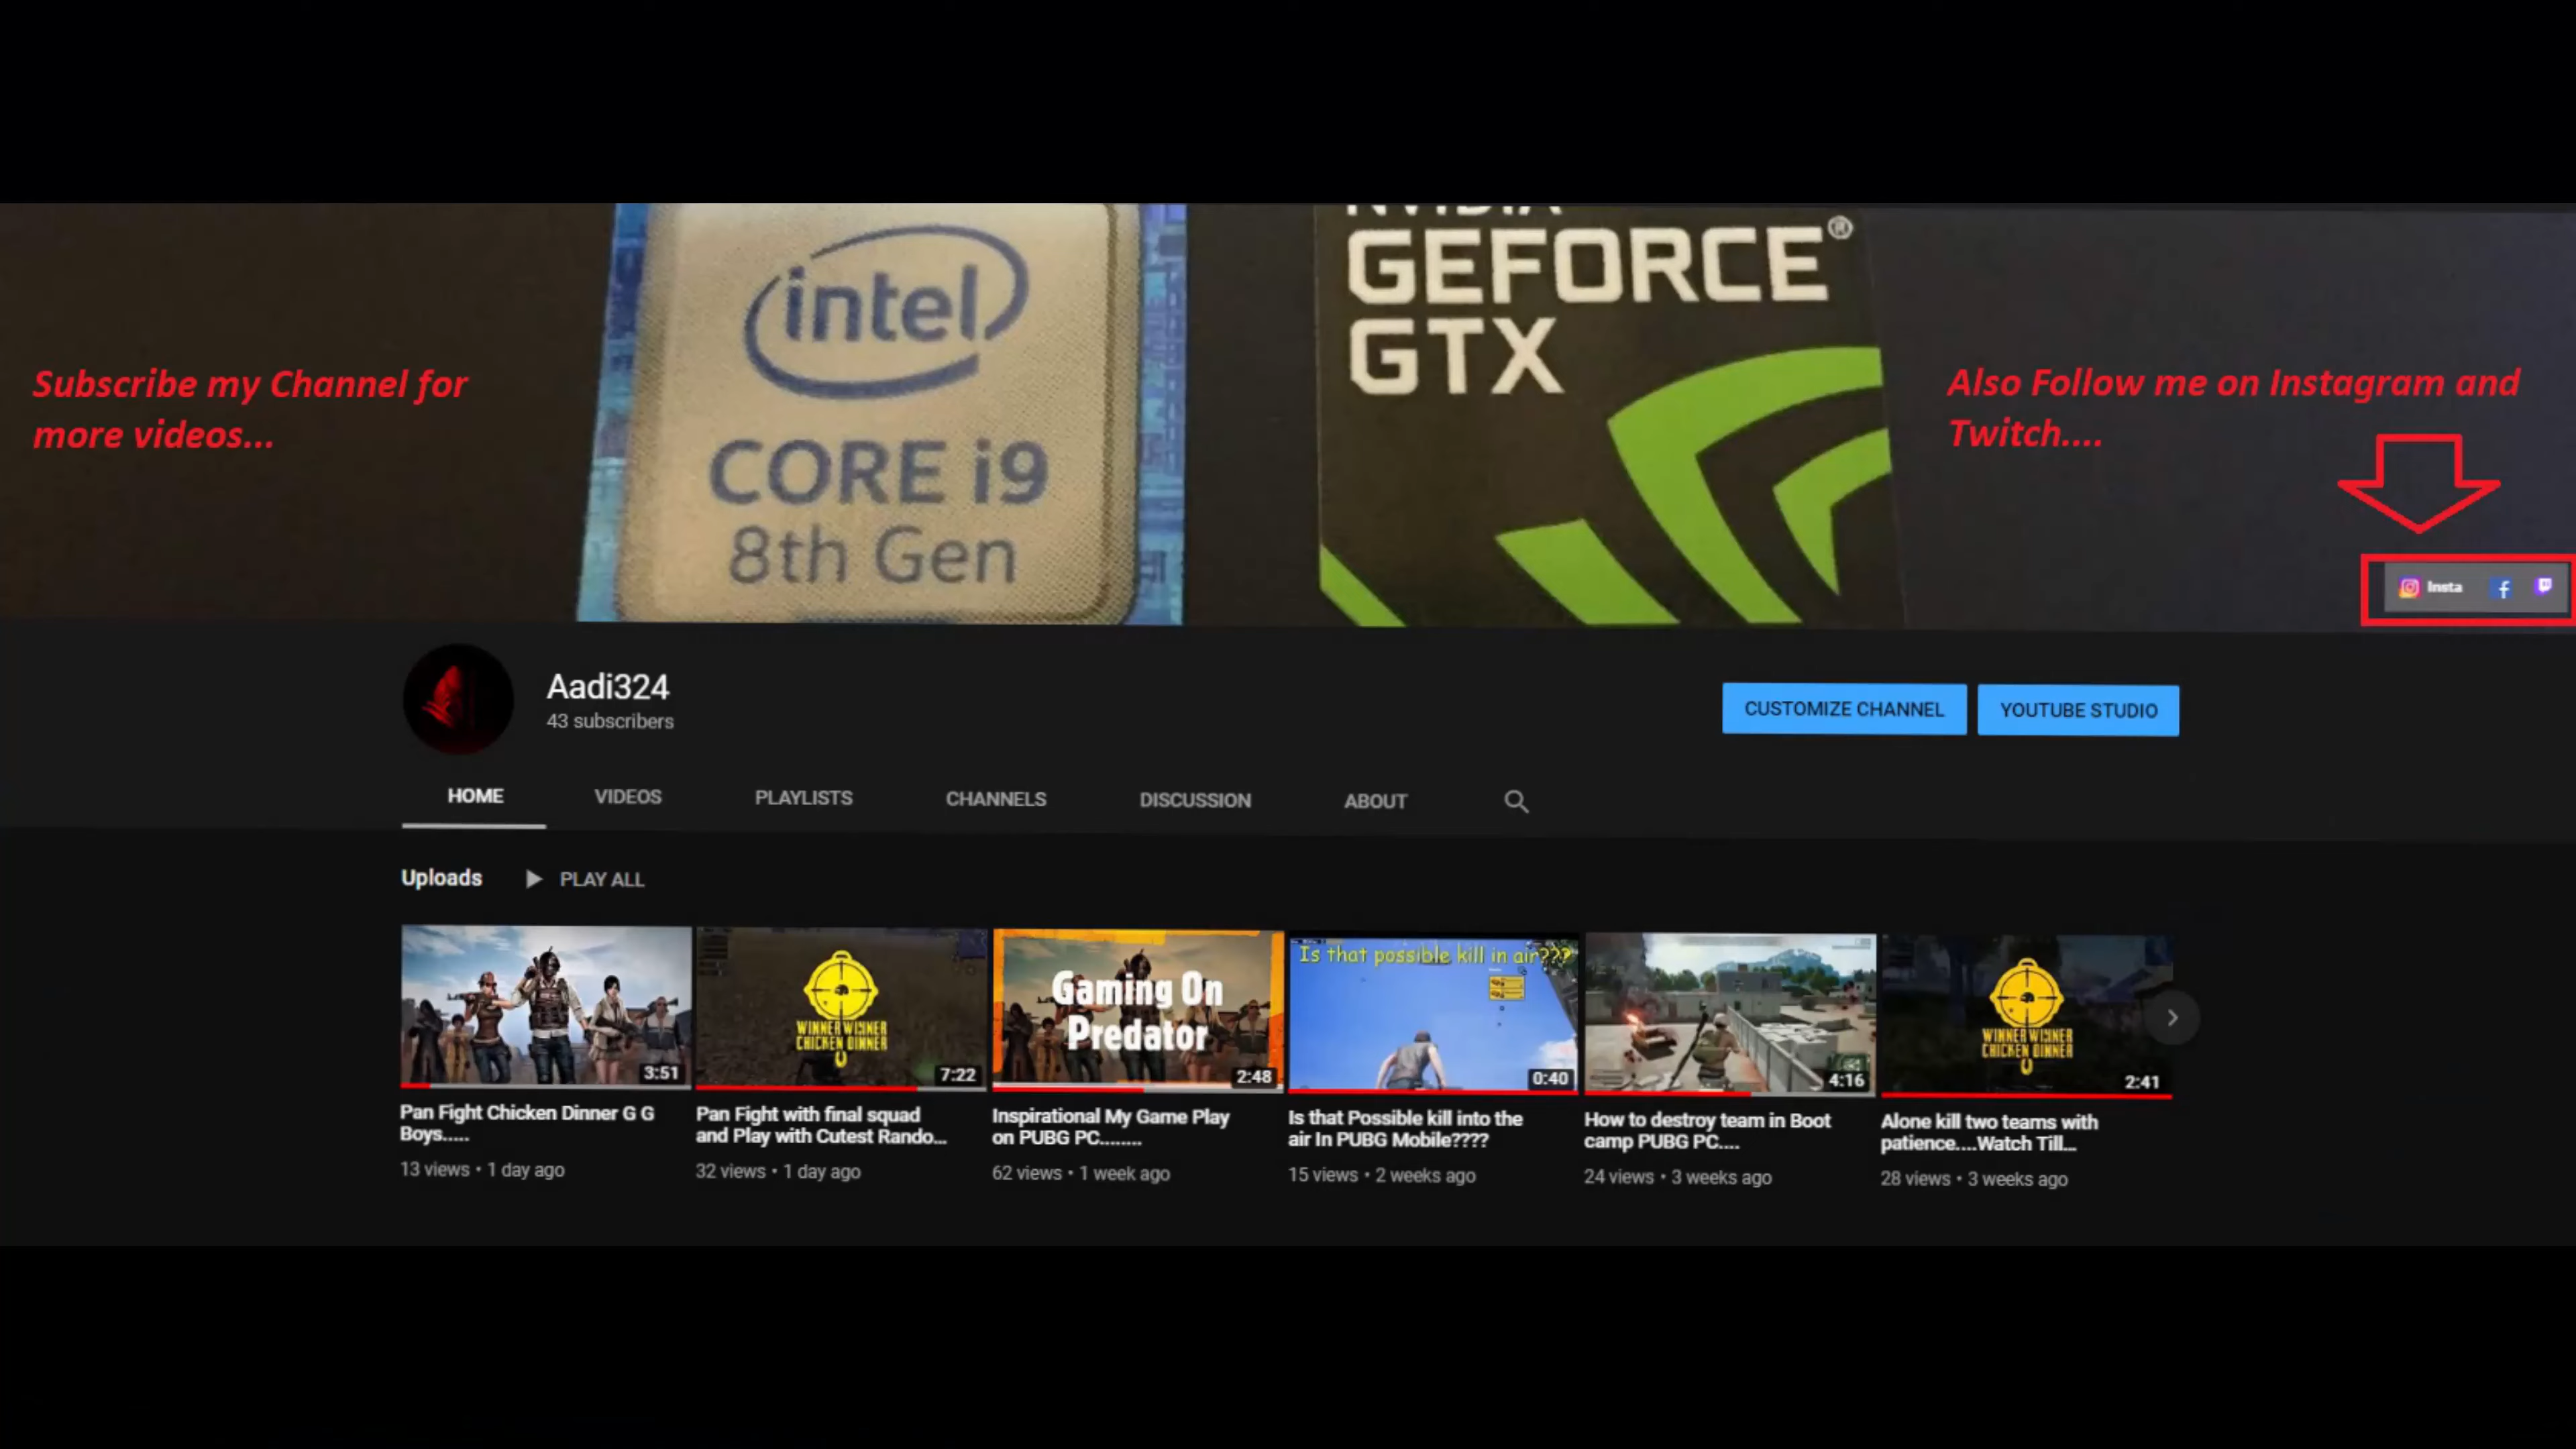 NVIDIA
GEFORCE®
GTX
intel
CORE i9
8th Gen
Subscribe my Channel for
more videos...
Also Follow me on Instagram and
Twitch....
Insta
Aadi324
43 subscribers
CUSTOMIZE CHANNEL
YOUTUBE STUDIO
HOME
VIDEOS
PLAYLISTS
CHANNELS
DISCUSSION
ABOUT
Uploads
PLAY ALL
WINNER WINNER
CHICKEN DINNER
Gaming On
Predator
Is that possible kill in air???
WINNER WINNER
CHICKEN DINNER
3:51
7:22
2:48
0:40
4:16
2:41
Pan Fight Chicken Dinner G G
Boys.....
13 views • 1 day ago
Pan Fight with final squad
and Play with Cutest Rando...
32 views • 1 day ago
Inspirational My Game Play
on PUBG PC........
62 views • 1 week ago
Is that Possible kill into the
air In PUBG Mobile????
15 views • 2 weeks ago
How to destroy team in Boot
camp PUBG PC....
24 views • 3 weeks ago
Alone kill two teams with
patience....Watch Till...
28 views • 3 weeks ago